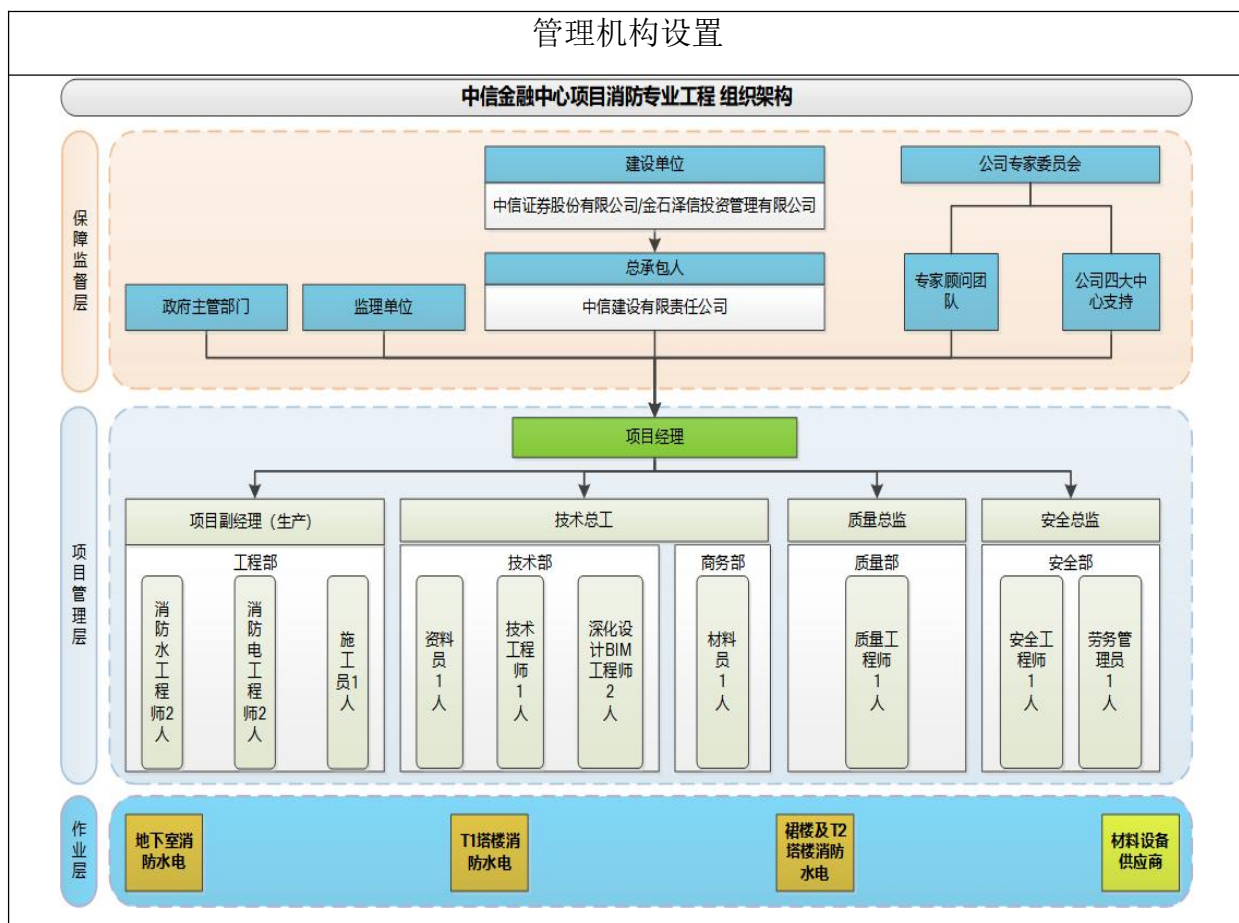 管理机构设置
中信金融中心项目消防专业工程 组织架构
保
障
监
督
层
建设单位
中信证券股份有限公司/金石泽信投资管理有限公司
公司专家委员会
总承包人
中信建设有限责任公司
政府主管部门
监理单位
专家顾问团
队
公司四大中
心支持
项
目
管
理
层
项目经理
项目副经理（生产）
技术总工
质量总监
安全总监
工程部
消
防
水
工
程
师2
人
消
防
电
工
程
师2
人
施
工
员1
人
技术部
资料
员
1
人
技术
工程
师
1
人
深化设
计BIM
工程师
2
人
商务部
材料
员
1
人
质量部
质量工
程师
1
人
安全部
安全工
程师
1
人
劳务管
理员
1
人
作
业
层
地下室消
防水电
T1塔楼消
防水电
裙楼及T2
塔楼消防
水电
材料设备
供应商